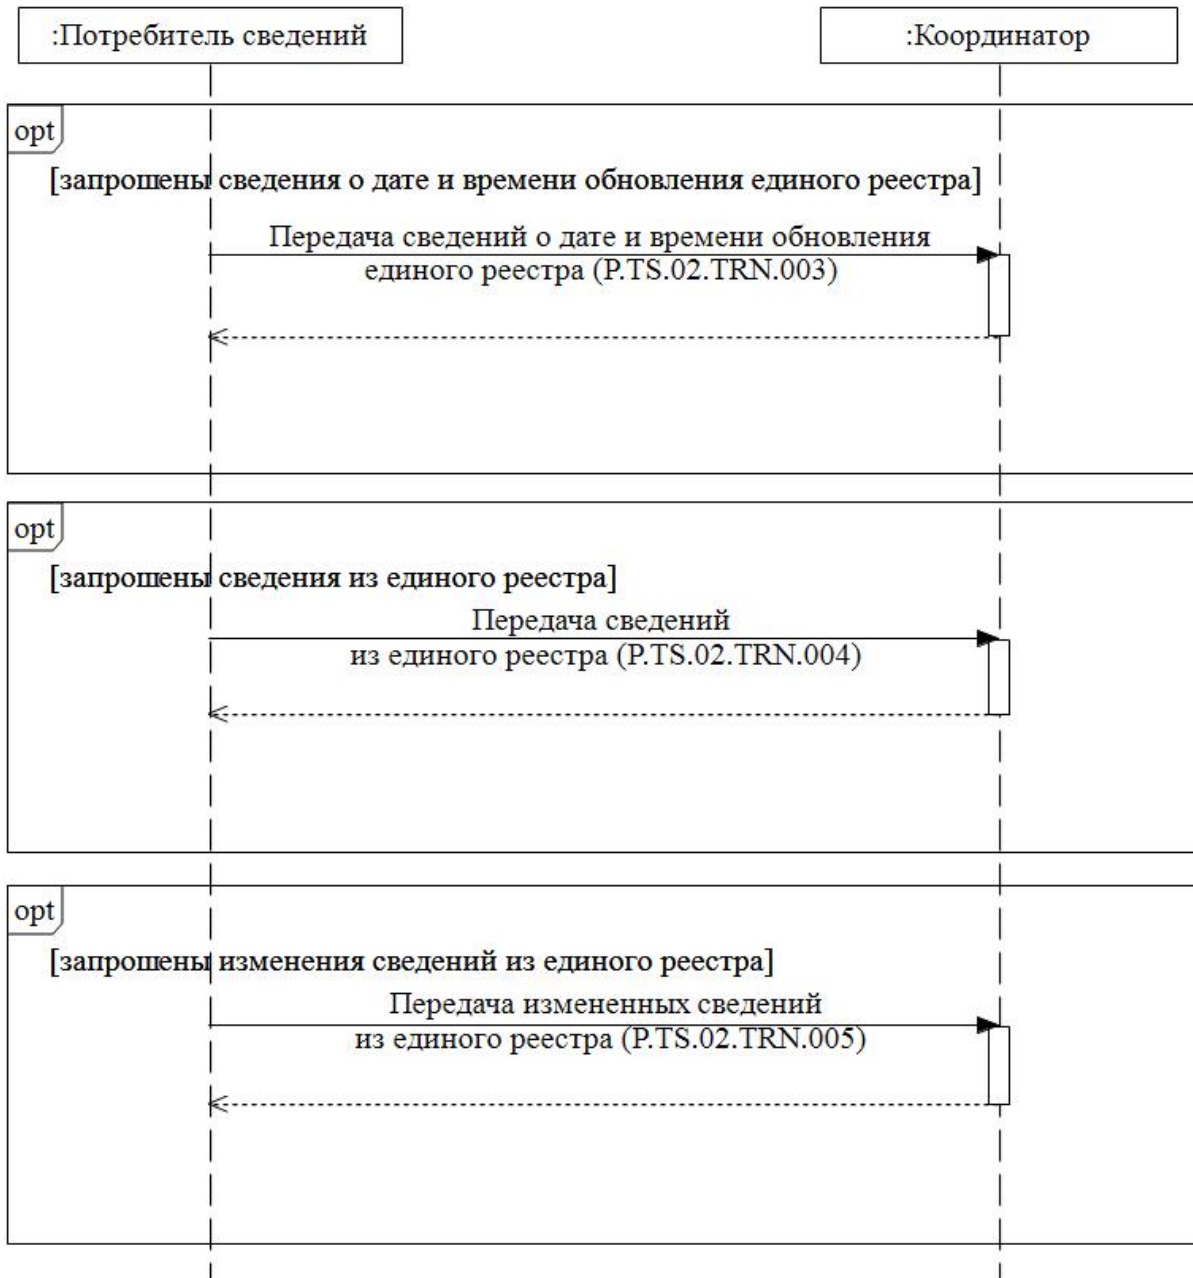 :Потребитель сведений
:Координатор
opt
[запрошены сведения о дате и времени обновления единого реестра]
Передача сведений о дате и времени обновления
единого реестра (P.TS.02.TRN.003)
opt
[запрошены сведения из единого реестра]
Передача сведений
из единого реестра (P.TS.02.TRN.004)
opt
[запрошены изменения сведений из единого реестра]
Передача измененных сведений
из единого реестра (P.TS.02.TRN.005)